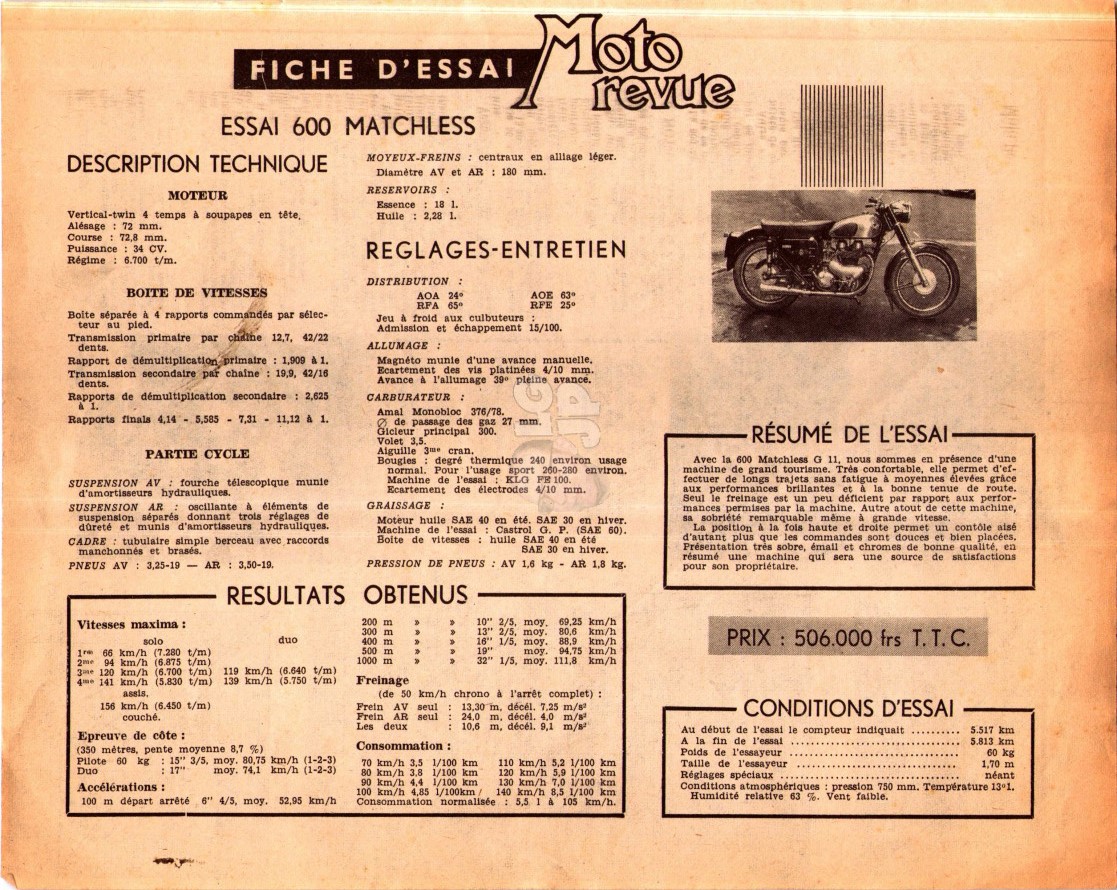 FICHE D'ESSAI
Moto
revue
ESSAI 600 MATCHLESS
DESCRIPTION TECHNIQUE
MOTEUR
Vertical-twin 4 temps à soupapes en tête.
Alésage : 72 mm.
Course : 72,8 mm.
Puissance : 34 CV.
Régime : 6.700 t/m.
BOITE DE VITESSES
Boîte séparée à 4 rapports commandés par sélec-
teur au pied.
Transmission primaire par chaîne 12,7, 42/22
dents.
Rapport de démultiplication primaire : 1,909 à 1.
Transmission secondaire par chaîne : 19,9, 42/16
dents.
Rapports de démultiplication secondaire : 2,625
à 1.
Rapports finals 4,14 - 5,585 - 7,31 - 11,12 à 1.
PARTIE CYCLE
SUSPENSION AV : fourche télescopique munie
d'amortisseurs hydrauliques.
SUSPENSION AR : oscillante à éléments de
suspension séparés donnant trois réglages de
dûreté et munis d'amortisseurs hydrauliques.
CADRE : tubulaire simple berceau avec raccords
manchonnés et brasés.
PNEUS AV : 3,25-19 — AR : 3,50-19.
MOYEUX-FREINS : centraux en alliage léger.
Diamètre AV et AR : 180 mm.
RESERVOIRS :
Essence : 18 l.
Huile : 2,28 l.
REGLAGES-ENTRETIEN
DISTRIBUTION :
AOA 24° AOE 63°
RFA 65° RFE 25°
Jeu à froid aux culbuteurs :
Admission et échappement 15/100.
ALLUMAGE :
Magnéto munie d'une avance manuelle.
Ecartement des vis platinées 4/10 mm.
Avance à l'allumage 39° pleine avance.
CARBURATEUR :
Amal Monobloc 376/78.
∅ de passage des gaz 27 mm.
Gicleur principal 300.
Volet 3,5.
Aiguille 3me cran.
Bougies : degré thermique 240 environ usage
normal. Pour l'usage sport 260-280 environ.
Machine de l'essai : KLG FE 100.
Ecartement des électrodes 4/10 mm.
GRAISSAGE :
Moteur huile SAE 40 en été. SAE 30 en hiver.
Machine de l'essai : Castrol G. P. (SAE 60).
Boite de vitesses : huile SAE 40 en été
SAE 30 en hiver.
PRESSION DE PNEUS : AV 1,6 kg - AR 1,8 kg.
RÉSUMÉ DE L'ESSAI
Avec la 600 Matchless G 11, nous sommes en présence d'une
machine de grand tourisme. Très confortable, elle permet d'ef-
fectuer de longs trajets sans fatigue à moyennes élevées grâce
aux performances brillantes et à la bonne tenue de route.
Seul le freinage est un peu déficient par rapport aux perfor-
mances permises par la machine. Autre atout de cette machine,
sa sobriété remarquable même à grande vitesse.
La position à la fois haute et droite permet un contôle aisé
d'autant plus que les commandes sont douces et bien placées.
Présentation très sobre, émail et chromes de bonne qualité, en
résumé une machine qui sera une source de satisfactions
pour son propriétaire.
RESULTATS OBTENUS
Vitesses maxima :
solo duo
1re 66 km/h (7.280 t/m)
2me 94 km/h (6.875 t/m)
3me 120 km/h (6.700 t/m) 119 km/h (6.640 t/m)
4me 141 km/h (5.830 t/m) 139 km/h (5.750 t/m)
assis.
156 km/h (6.450 t/m)
couché.
Epreuve de côte :
(350 mètres, pente moyenne 8,7 %)
Pilote 60 kg : 15" 3/5, moy. 80,75 km/h (1-2-3)
Duo : 17" moy. 74,1 km/h (1-2-3)
Accélérations :
100 m départ arrêté 6" 4/5, moy. 52,95 km/h
200 m » » 10" 2/5, moy. 69,25 km/h
300 m » » 13" 2/5, moy. 80,6 km/h
400 m » » 16" 1/5, moy. 88,9 km/h
500 m » » 19" moy. 94,75 km/h
1000 m » » 32" 1/5, moy. 111,8 km/h
Freinage
(de 50 km/h chrono à l'arrêt complet) :
Frein AV seul : 13,30 m, décél. 7,25 m/s²
Frein AR seul : 24,0 m, décél. 4,0 m/s²
Les deux : 10,6 m, décél. 9,1 m/s²
Consommation :
70 km/h 3,5 l/100 km 110 km/h 5,2 l/100 km
80 km/h 3,8 l/100 km 120 km/h 5,9 l/100 km
90 km/h 4,4 l/100 km 130 km/h 7,0 l/100 km
100 km/h 4,85 l/100km / 140 km/h 8,5 l/100 km
Consommation normalisée : 5,5 l à 105 km/h.
PRIX : 506.000 frs T. T. C.
CONDITIONS D'ESSAI
Au début de l'essai le compteur indiquait .......... 5.517 km
A la fin de l'essai .......... 5.813 km
Poids de l'essayeur .......... 60 kg
Taille de l'essayeur .......... 1,70 m
Réglages spéciaux .......... néant
Conditions atmosphériques : pression 750 mm. Température 13°1.
Humidité relative 63 %. Vent faible.